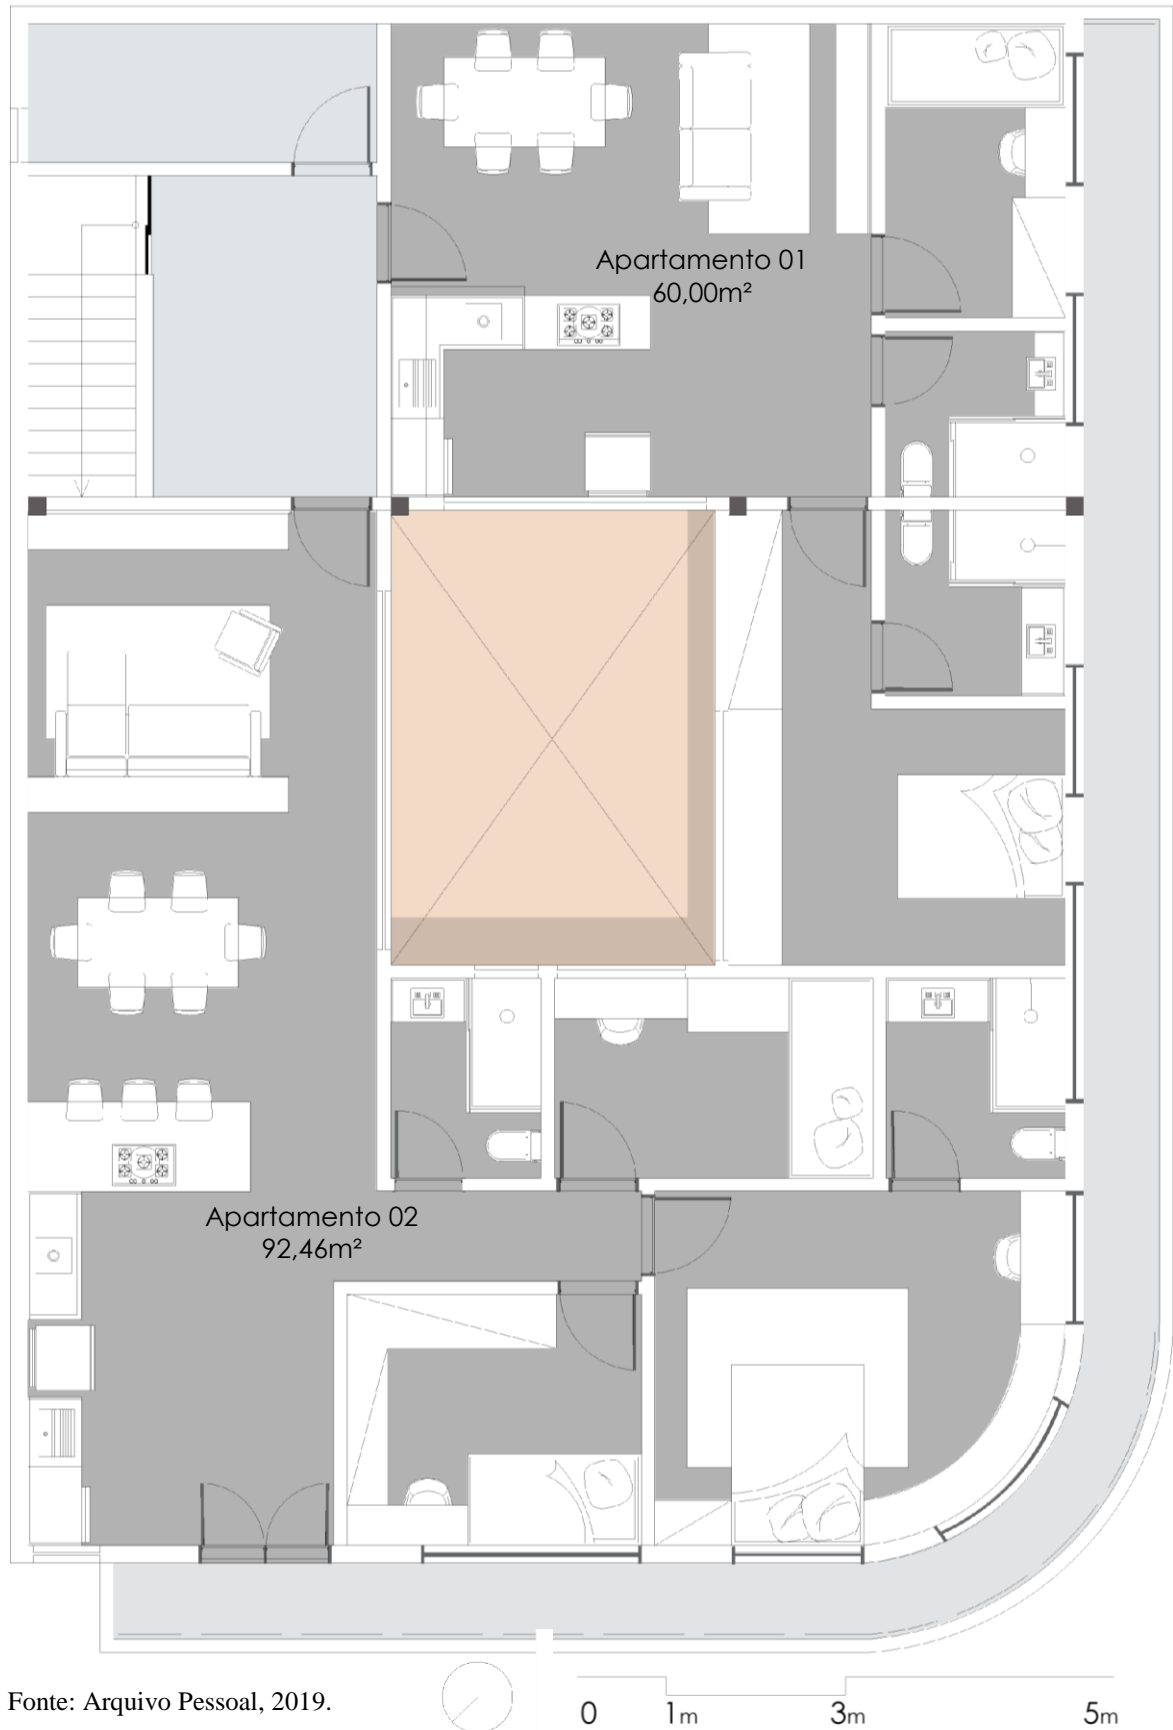 Apartamento 01
60,00m²
Apartamento 02
92,46m²
Fonte: Arquivo Pessoal, 2019.
0 1m 3m 5m